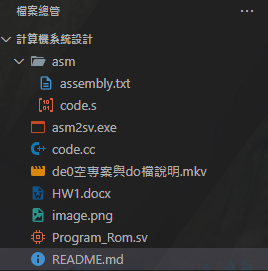 檔案總管
計算機系統設計
asm
assembly.txt
code.s
asm2sv.exe
code.cc
de0空專案與do檔說明.mkv
HW1.docx
image.png
Program_Rom.sv
README.md